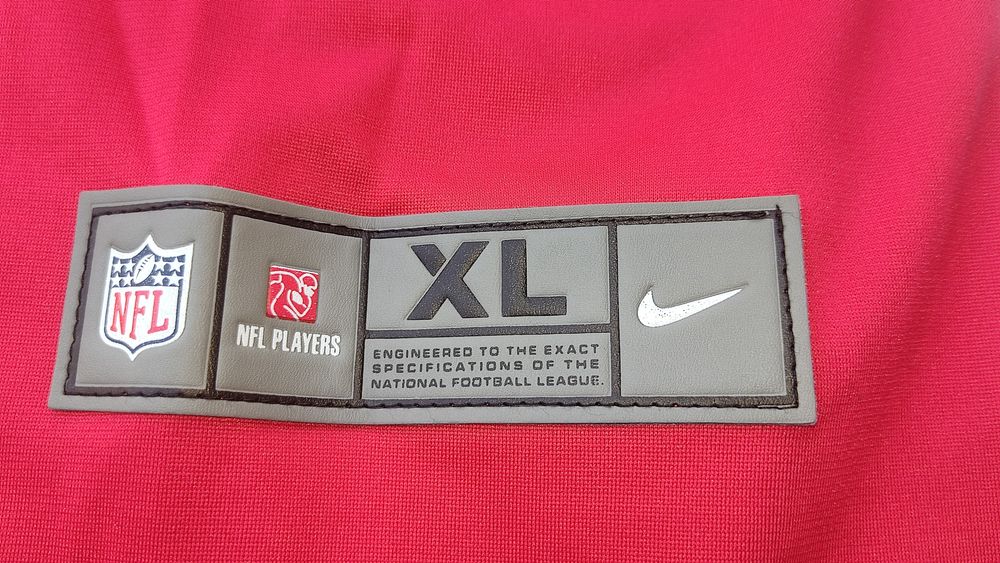 NFL
NFL PLAYERS
XL
ENGINEERED TO THE EXACT
SPECIFICATIONS OF THE
NATIONAL FOOTBALL LEAGUE.